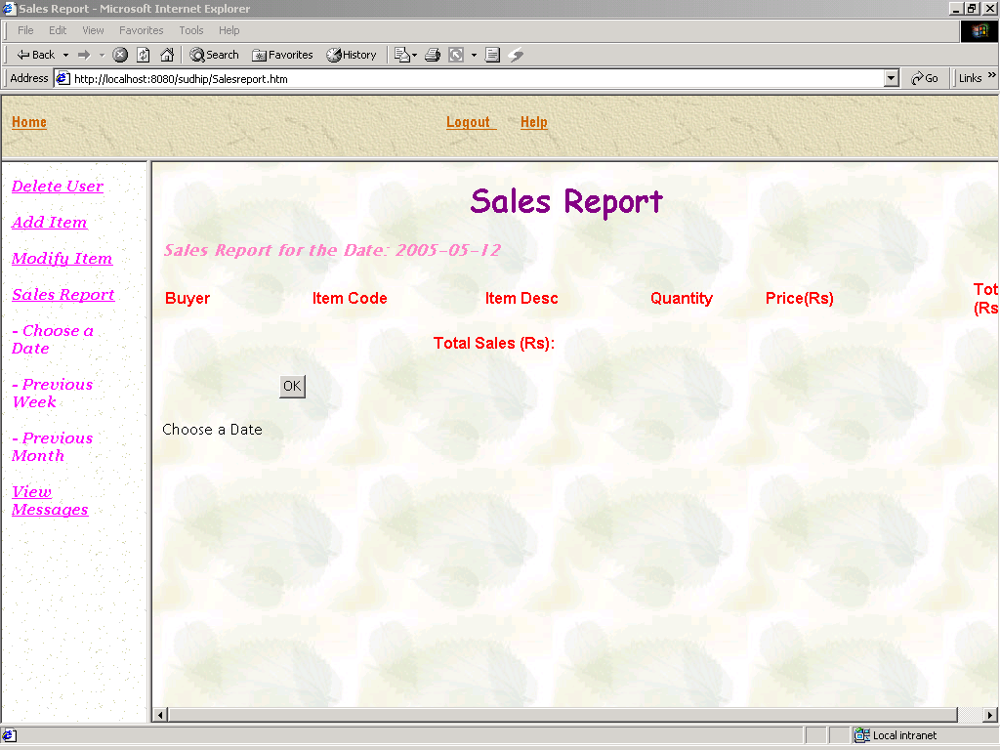 Sales Report - Microsoft Internet Explorer
File Edit View Favorites Tools Help
Back Search Favorites History
Address http://localhost:8080/sudhip/Salesreport.htm Go Links »
Home Logout Help
Delete User
Add Item
Modify Item
Sales Report
- Choose a
Date
- Previous
Week
- Previous
Month
View
Messages
Sales Report
Sales Report for the Date: 2005-05-12
Buyer Item Code Item Desc Quantity Price(Rs) Tot
(Rs
Total Sales (Rs):
OK
Choose a Date
Local intranet